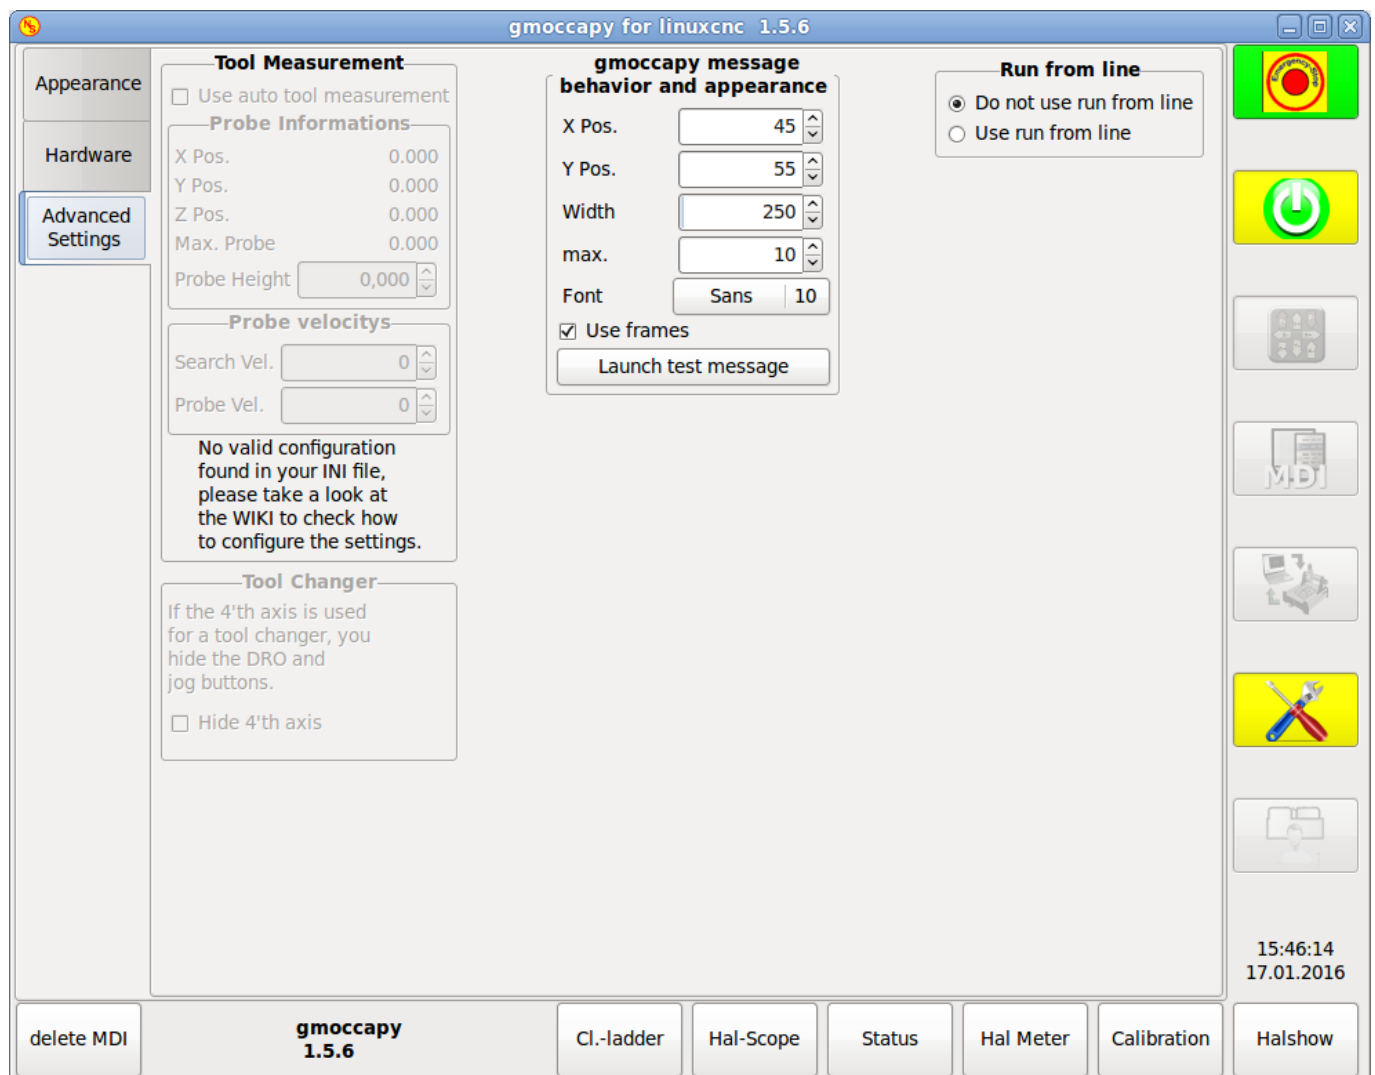 gmoccapy for linuxcnc 1.5.6
Appearance
Hardware
Advanced
Settings
Tool Measurement
Use auto tool measurement
Probe Informations
X Pos. 0.000
Y Pos. 0.000
Z Pos. 0.000
Max. Probe 0.000
Probe Height 0,000
Probe velocitys
Search Vel. 0
Probe Vel. 0
No valid configuration
found in your INI file,
please take a look at
the WIKI to check how
to configure the settings.
Tool Changer
If the 4'th axis is used
for a tool changer, you
hide the DRO and
jog buttons.
Hide 4'th axis
gmoccapy message
behavior and appearance
X Pos. 45
Y Pos. 55
Width 250
max. 10
Font Sans 10
Use frames
Launch test message
Run from line
Do not use run from line
Use run from line
Emergency-Stop
MDI
15:46:14
17.01.2016
delete MDI
gmoccapy
1.5.6
Cl.-ladder
Hal-Scope
Status
Hal Meter
Calibration
Halshow